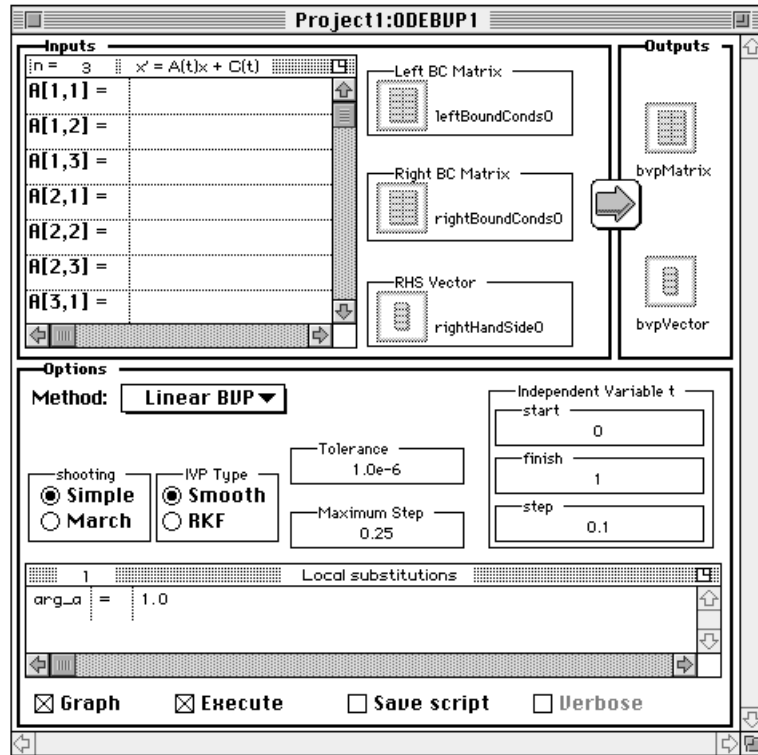 Project1:ODEBVP1
Inputs
n = 3 x' = A(t)x + C(t)
A[1,1] =
A[1,2] =
A[1,3] =
A[2,1] =
A[2,2] =
A[2,3] =
A[3,1] =
Left BC Matrix
leftBoundConds0
Right BC Matrix
rightBoundConds0
RHS Vector
rightHandSide0
Outputs
bvpMatrix
bvpVector
Options
Method: Linear BVP
shooting
Simple
March
IVP Type
Smooth
RKF
Tolerance
1.0e-6
Maximum Step
0.25
Independent Variable t
start
0
finish
1
step
0.1
1 Local substitutions
arg_a = 1.0
Graph Execute Save script Verbose